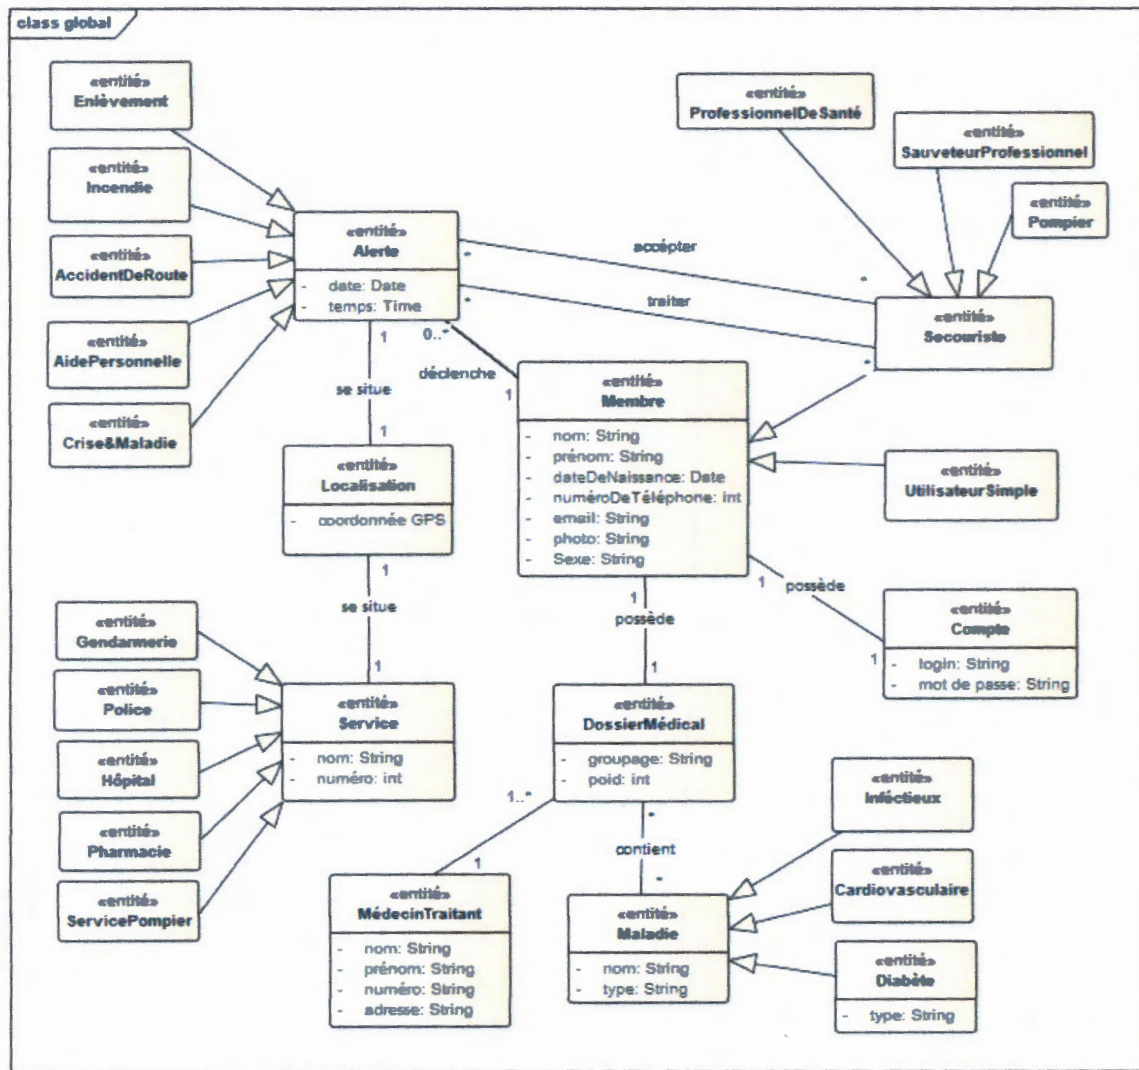 class global
«entité»
Enlèvement
«entité»
Incendie
«entité»
AccidentDeRoute
«entité»
AidePersonnelle
«entité»
Crise&Maladie
«entité»
Alerte
- date: Date
- temps: Time
«entité»
ProfessionnelDeSanté
«entité»
SauveteurProfessionnel
«entité»
Pompier
«entité»
Secouriste
accépter
*
*
traiter
*
*
0..*
déclenche
1
1
se situe
1
«entité»
Localisation
- coordonnée GPS
1
se situe
1
«entité»
Membre
- nom: String
- prénom: String
- dateDeNaissance: Date
- numéroDeTéléphone: int
- email: String
- photo: String
- Sexe: String
«entité»
UtilisateurSimple
1
possède
1
«entité»
Compte
- login: String
- mot de passe: String
1
possède
1
«entité»
Gendarmerie
«entité»
Police
«entité»
Hôpital
«entité»
Pharmacie
«entité»
ServicePompier
«entité»
Service
- nom: String
- numéro: int
«entité»
DossierMédical
- groupage: String
- poid: int
1..*
1
*
contient
*
«entité»
MédecinTraitant
- nom: String
- prénom: String
- numéro: String
- adresse: String
«entité»
Maladie
- nom: String
- type: String
«entité»
Inféctieux
«entité»
Cardiovasculaire
«entité»
Diabète
- type: String